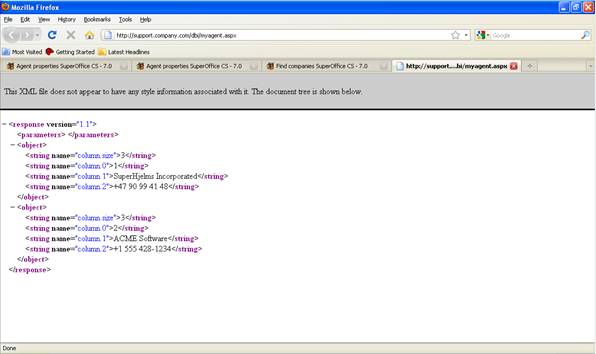 Mozilla Firefox
File Edit View History Bookmarks Tools Help
http://support.company.com/dbi/myagent.aspx
Google
Most Visited Getting Started Latest Headlines
Agent properties SuperOffice CS - 7.0 Agent properties SuperOffice CS - 7.0 Find companies SuperOffice CS - 7.0 http://support....bi/myagent.aspx
This XML file does not appear to have any style information associated with it. The document tree is shown below.
− <response version="1.1">
<parameters> </parameters>
− <object>
<string name="column.size">3</string>
<string name="column.0">1</string>
<string name="column.1">SuperHjelms Incorporated</string>
<string name="column.2">+47 90 99 41 48</string>
</object>
− <object>
<string name="column.size">3</string>
<string name="column.0">2</string>
<string name="column.1">ACME Software</string>
<string name="column.2">+1 555 428-1234</string>
</object>
</response>
Done